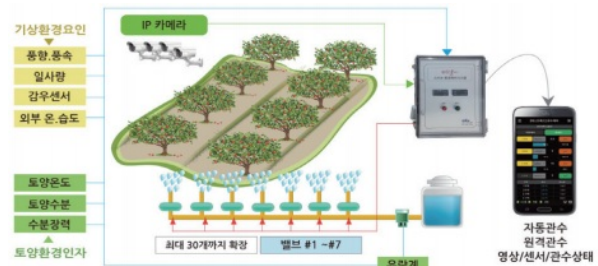 기상환경요인
풍향.풍속
일사량
감우센서
외부 온.습도
IP 카메라
토양온도
토양수분
수분장력
토양환경인자
최대 30개까지 확장
밸브 #1 ~#7
유량계
자동관수
원격관수
영상/센서/관수상태